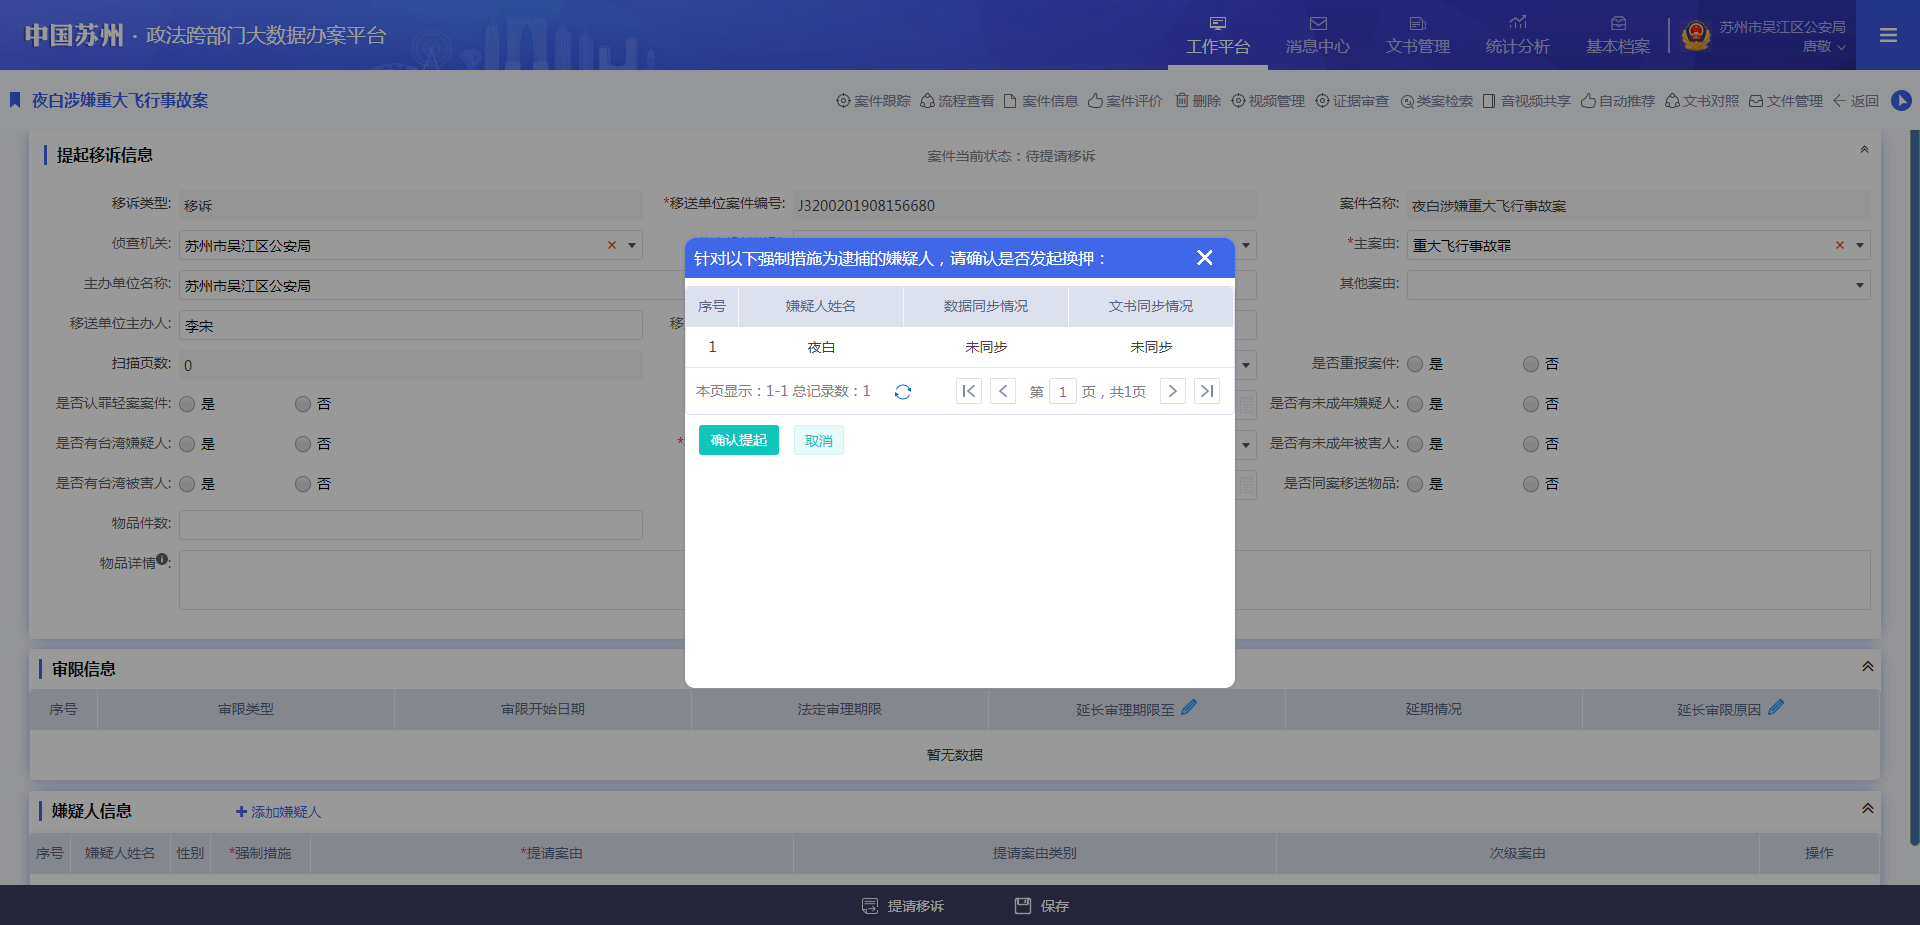 中国苏州 · 政法跨部门大数据办案平台
工作平台 消息中心 文书管理 统计分析 基本档案 苏州市吴江区公安局
唐敬
夜白涉嫌重大飞行事故案 案件跟踪 流程查看 案件信息 案件评价 删除 视频管理 证据审查 类案检索 音视频共享 自动推荐 文书对照 文件管理 返回
提起移诉信息 案件当前状态：待提请移诉
移诉类型: 移诉 *移送单位案件编号: J3200201908156680 案件名称: 夜白涉嫌重大飞行事故案
侦查机关: 苏州市吴江区公安局 *主案由: 重大飞行事故罪
主办单位名称: 苏州市吴江区公安局 其他案由:
移送单位主办人: 李宋 移
扫描页数: 0 是否重报案件: 是 否
是否认罪轻案案件: 是 否 是否有未成年嫌疑人: 是 否
是否有台湾嫌疑人: 是 否 * 是否有未成年被害人: 是 否
是否有台湾被害人: 是 否 是否同案移送物品: 是 否
物品件数:
物品详情:
针对以下强制措施为逮捕的嫌疑人，请确认是否发起换押：
序号 嫌疑人姓名 数据同步情况 文书同步情况
1 夜白 未同步 未同步
本页显示：1-1 总记录数：1 第 1 页，共1页
确认提起 取消
审限信息
序号 审限类型 审限开始日期 法定审理期限 延长审理期限至 延期情况 延长审限原因
暂无数据
嫌疑人信息 添加嫌疑人
序号 嫌疑人姓名 性别 *强制措施 *提请案由 提请案由类别 次级案由 操作
提请移诉 保存